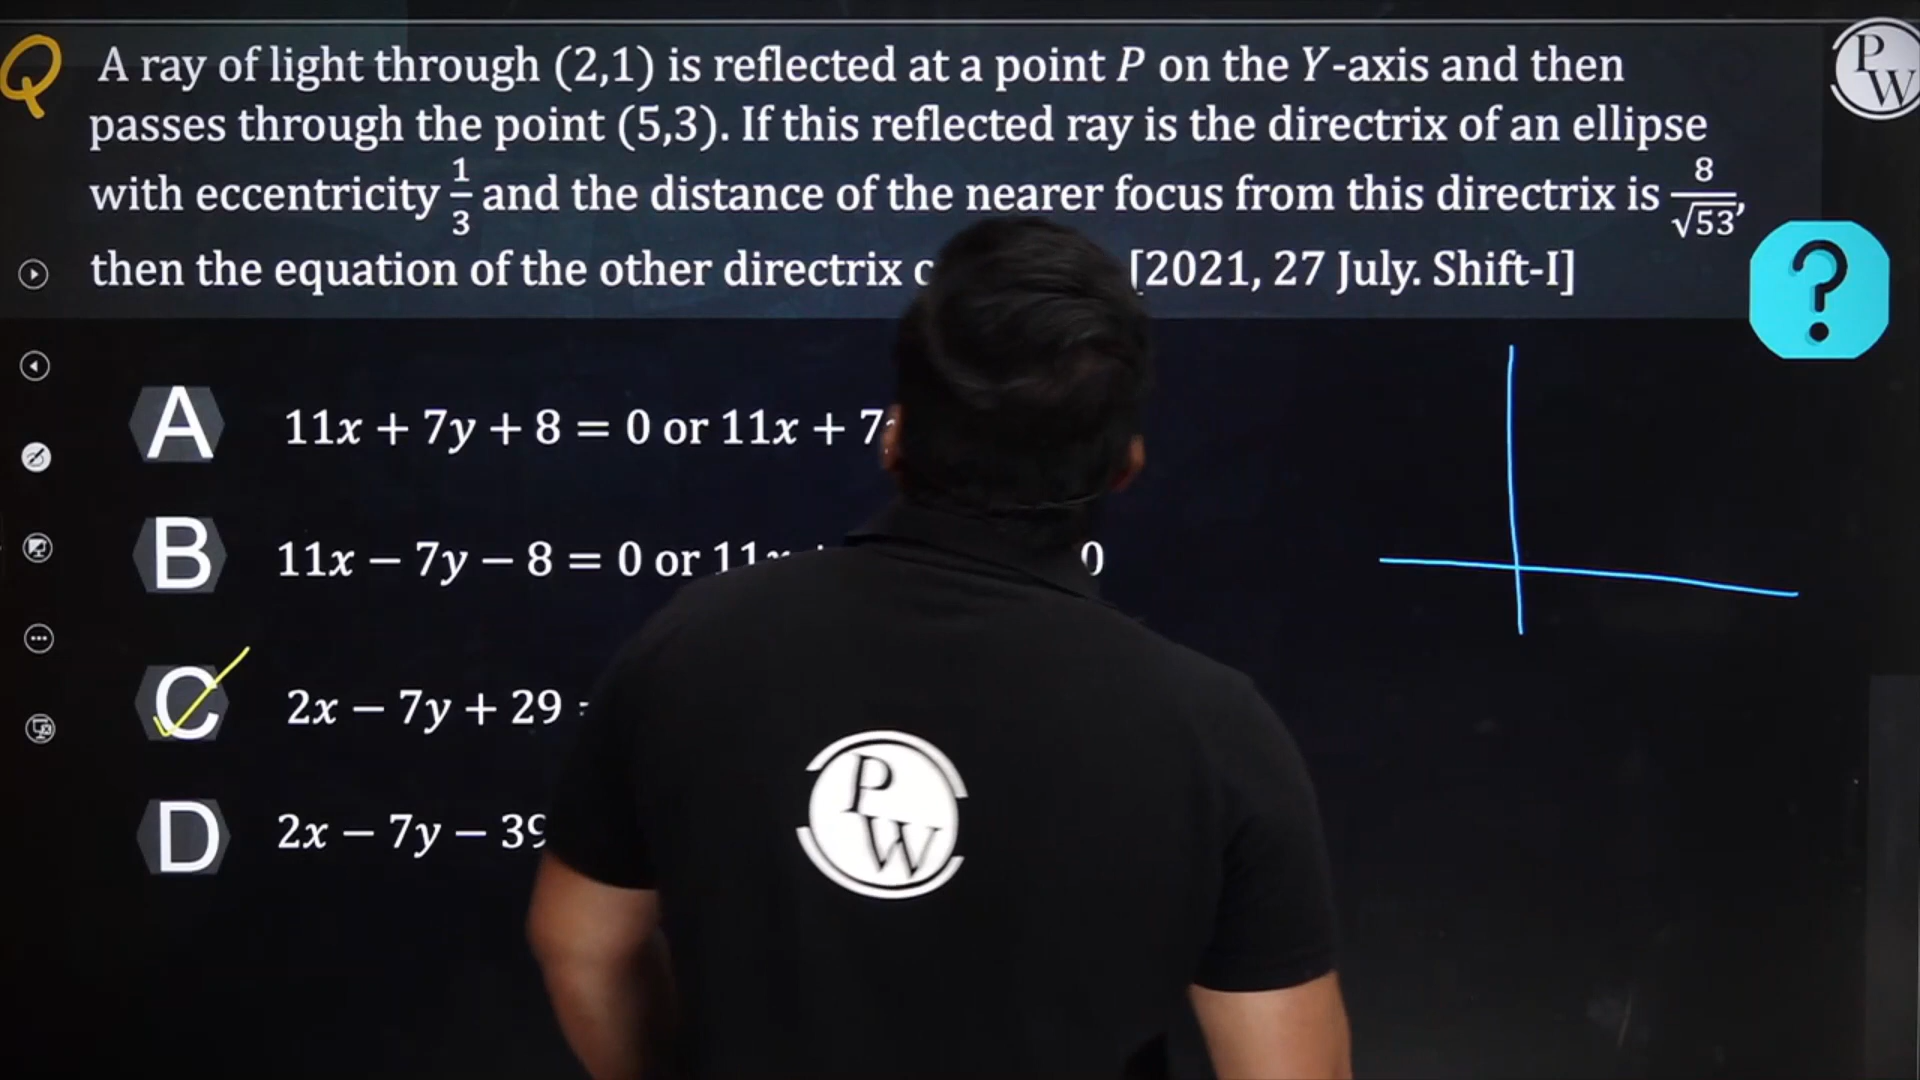 Q A ray of light through (2,1) is reflected at a point P on the Y-axis and then
passes through the point (5,3). If this reflected ray is the directrix of an ellipse
with eccentricity 1/3 and the distance of the nearer focus from this directrix is 8/√53,
then the equation of the other directrix [2021, 27 July. Shift-I]
A 11x + 7y + 8 = 0 or 11x + 7
B 11x − 7y − 8 = 0 or 11x 0
C 2x − 7y + 29
D 2x − 7y −
PW
PW
?